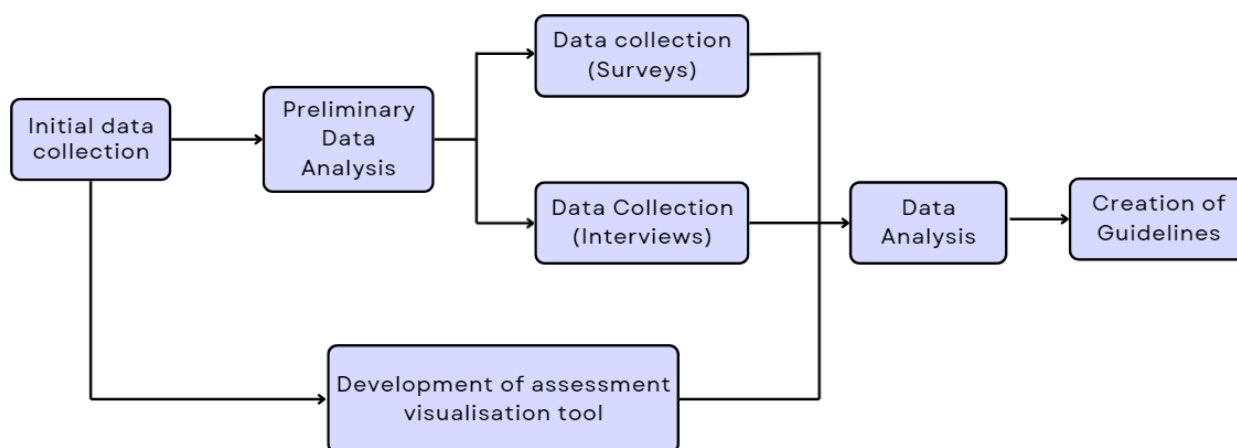 Initial data
collection
Preliminary
Data
Analysis
Data collection
(Surveys)
Data Collection
(Interviews)
Data
Analysis
Creation of
Guidelines
Development of assessment
visualisation tool